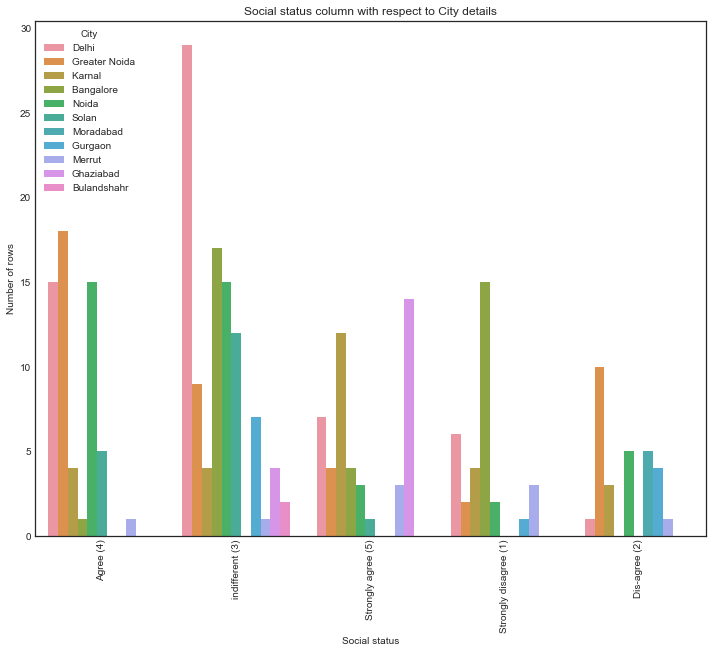 Social status column with respect to City details
30
25
20
15
10
5
0
Number of rows
City
Delhi
Greater Noida
Karnal
Bangalore
Noida
Solan
Moradabad
Gurgaon
Merrut
Ghaziabad
Bulandshahr
Agree (4)
indifferent (3)
Strongly agree (5)
Strongly disagree (1)
Dis-agree (2)
Social status